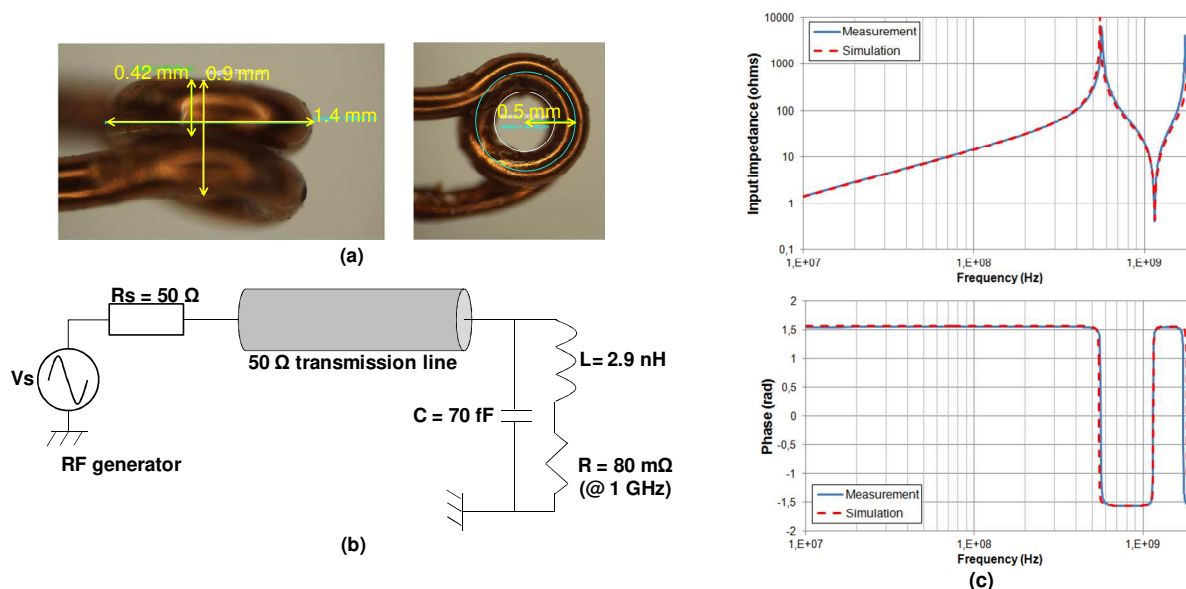 0.42 mm
0.9 mm
1.4 mm
0.5 mm
(a)
Rs = 50 Ω
50 Ω transmission line
Vs
RF generator
L= 2.9 nH
C = 70 fF
R = 80 mΩ
(@ 1 GHz)
(b)
Input impedance (ohms)
10000
1000
100
10
1
0,1
Measurement
Simulation
1,E+07
1,E+08
1,E+09
Frequency (Hz)
Phase (rad)
2
1,5
1
0,5
0
-0,5
-1
-1,5
-2
Measurement
Simulation
1,E+07
1,E+08
1,E+09
Frequency (Hz)
(c)